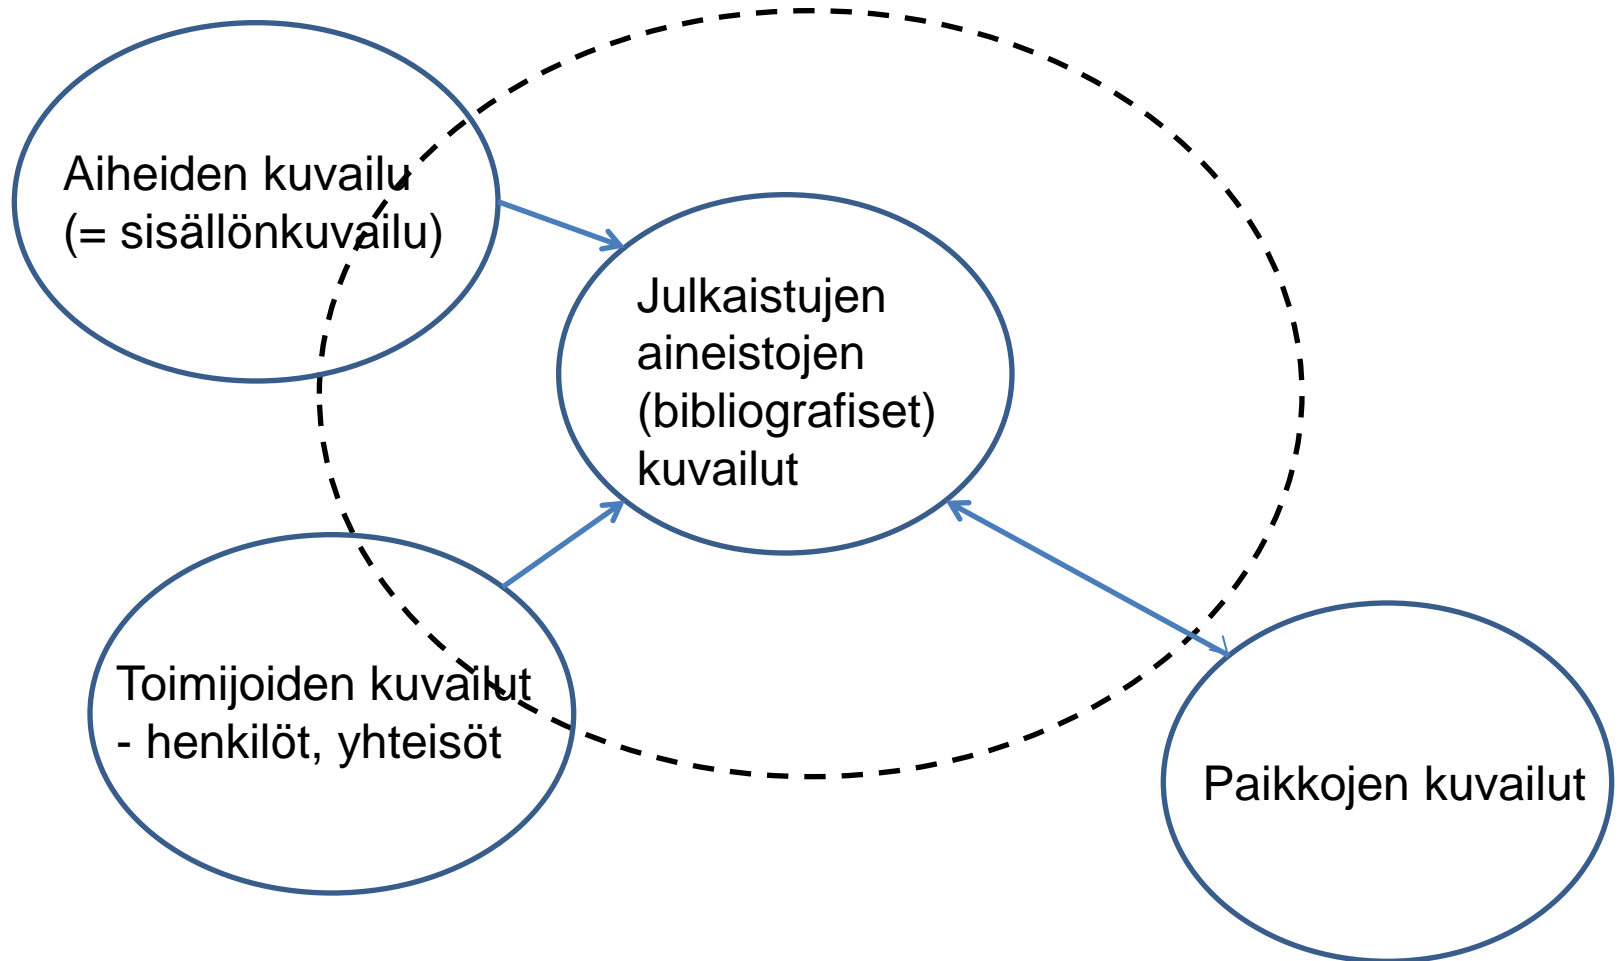 Aiheiden kuvailu
(= sisällönkuvailu)
Julkaistujen
aineistojen
(bibliografiset)
kuvailut
Toimijoiden kuvailut
- henkilöt, yhteisöt
Paikkojen kuvailut